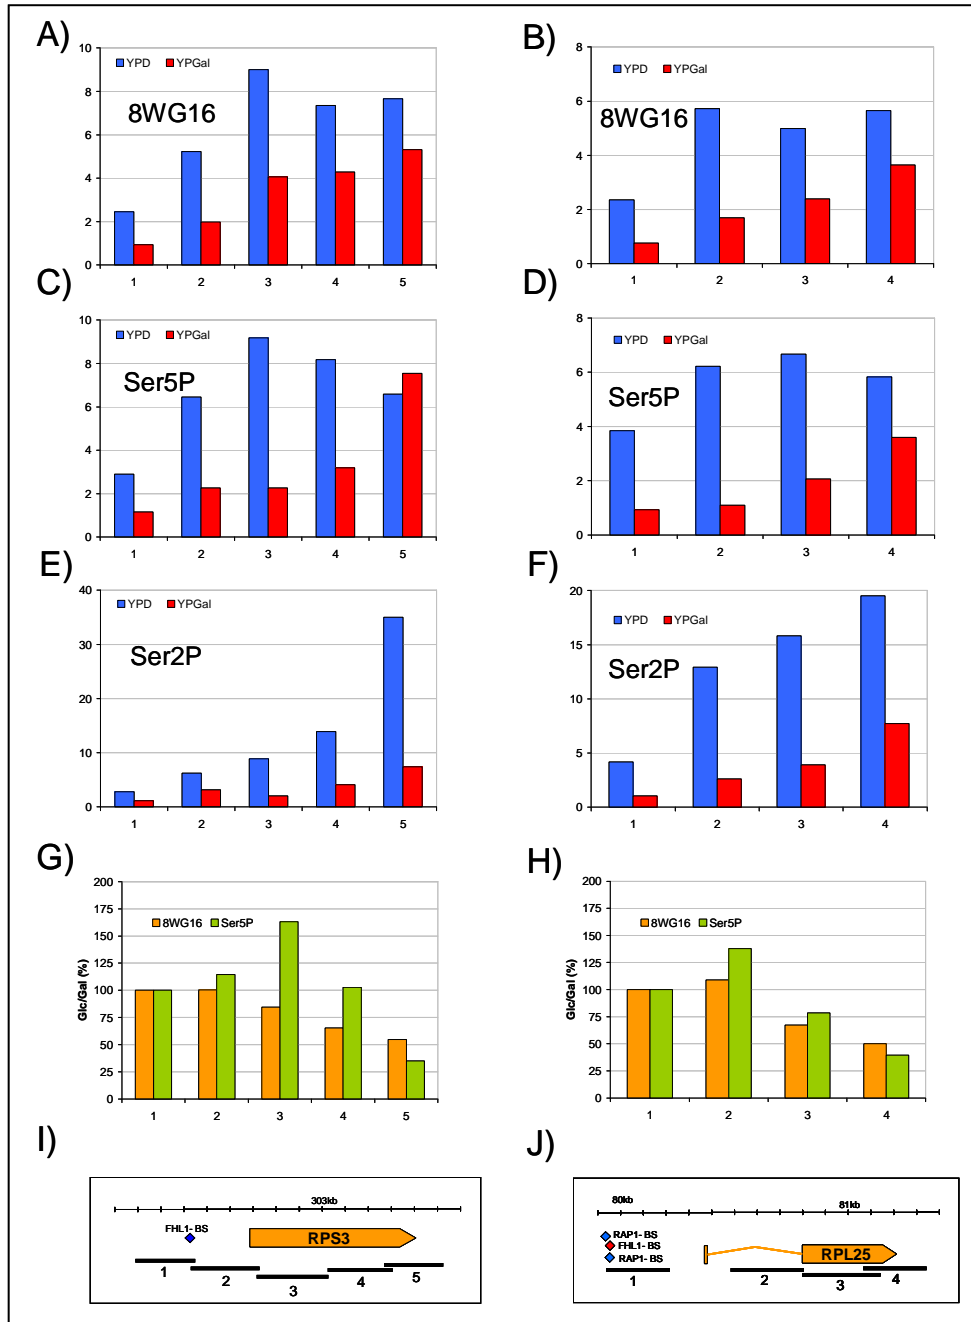 A)
10
8
6
4
2
0
YPD YPGal
8WG16
1 2 3 4 5
B)
8
6
4
2
0
YPD YPGal
8WG16
1 2 3 4
C)
10
8
6
4
2
0
YPD YPGal
Ser5P
1 2 3 4 5
D)
8
6
4
2
0
YPD YPGal
Ser5P
1 2 3 4
E)
40
30
20
10
0
YPD YPGal
Ser2P
1 2 3 4 5
F)
20
15
10
5
0
YPD YPGal
Ser2P
1 2 3 4
G)
200
175
150
125
100
75
50
25
0
Glc/Gal (%)
8WG16 Ser5P
1 2 3 4 5
H)
200
175
150
125
100
75
50
25
0
Glc/Gal (%)
8WG16 Ser5P
1 2 3 4
I)
303kb
FHL1-BS
RPS3
1 2 3 4 5
J)
80kb 81kb
RAP1-BS
FHL1-BS
RAP1-BS
RPL25
1 2 3 4